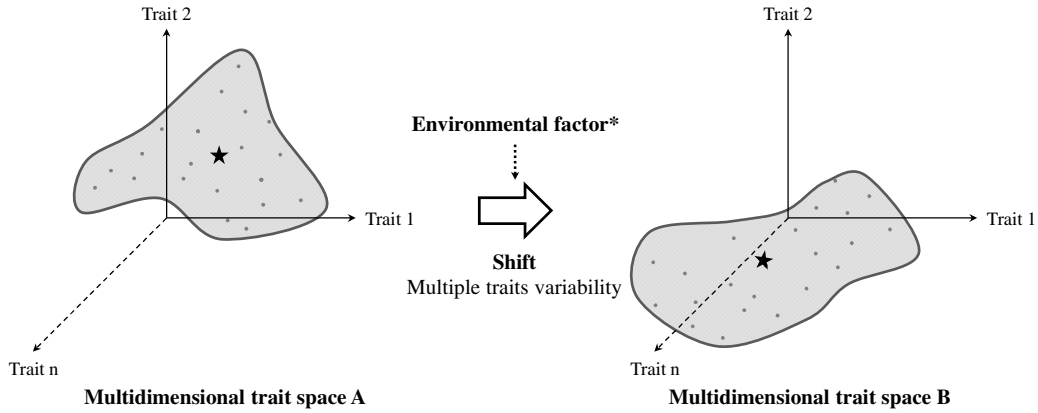 Trait 2
Trait 1
Trait n
Multidimensional trait space A
Environmental factor*
Shift
Multiple traits variability
Trait 2
Trait 1
Trait n
Multidimensional trait space B